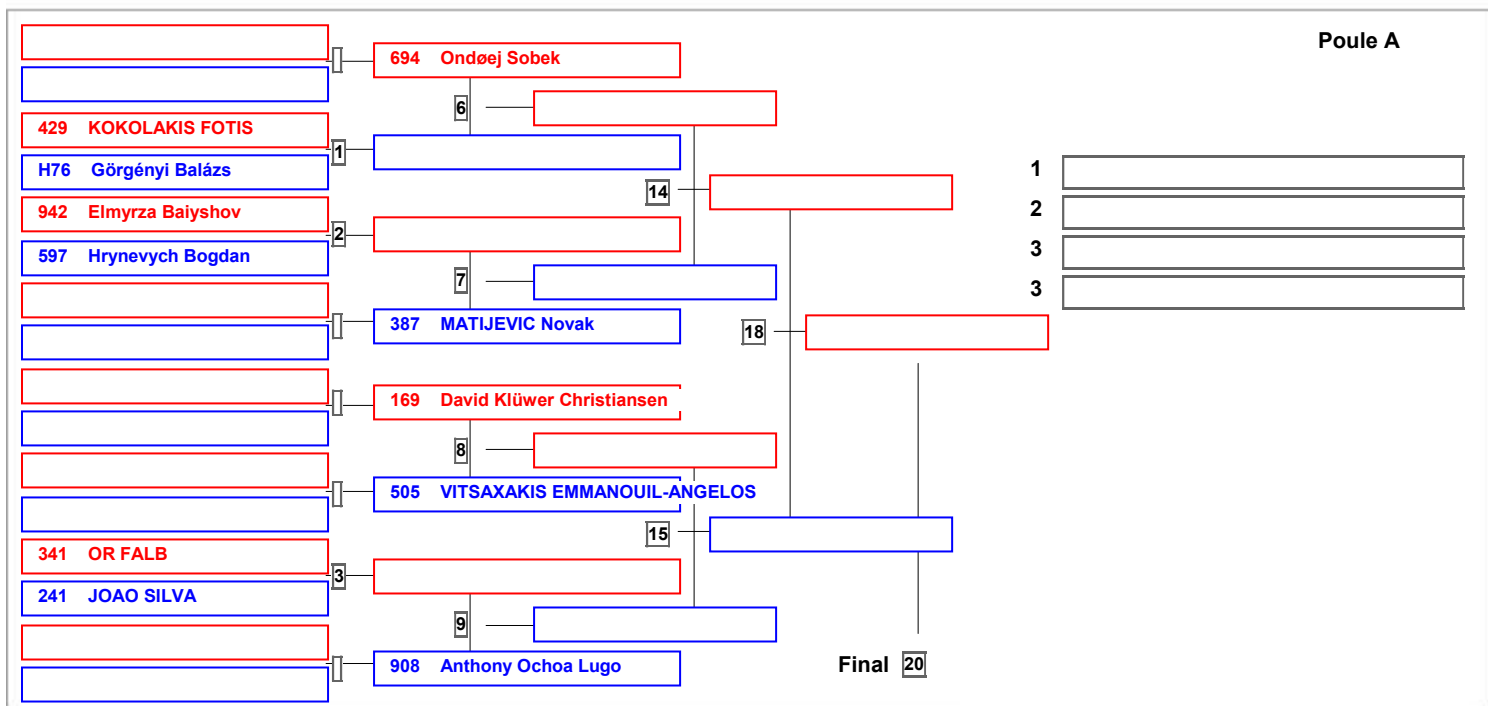 Poule A
694 Ondøej Sobek
6
429 KOKOLAKIS FOTIS
1
H76 Görgényi Balázs
1
14
942 Elmyrza Baiyshov
2
2
597 Hrynevych Bogdan
3
7
3
387 MATIJEVIC Novak
18
169 David Klüwer Christiansen
8
505 VITSAXAKIS EMMANOUIL-ANGELOS
15
341 OR FALB
3
241 JOAO SILVA
9
908 Anthony Ochoa Lugo
Final 20